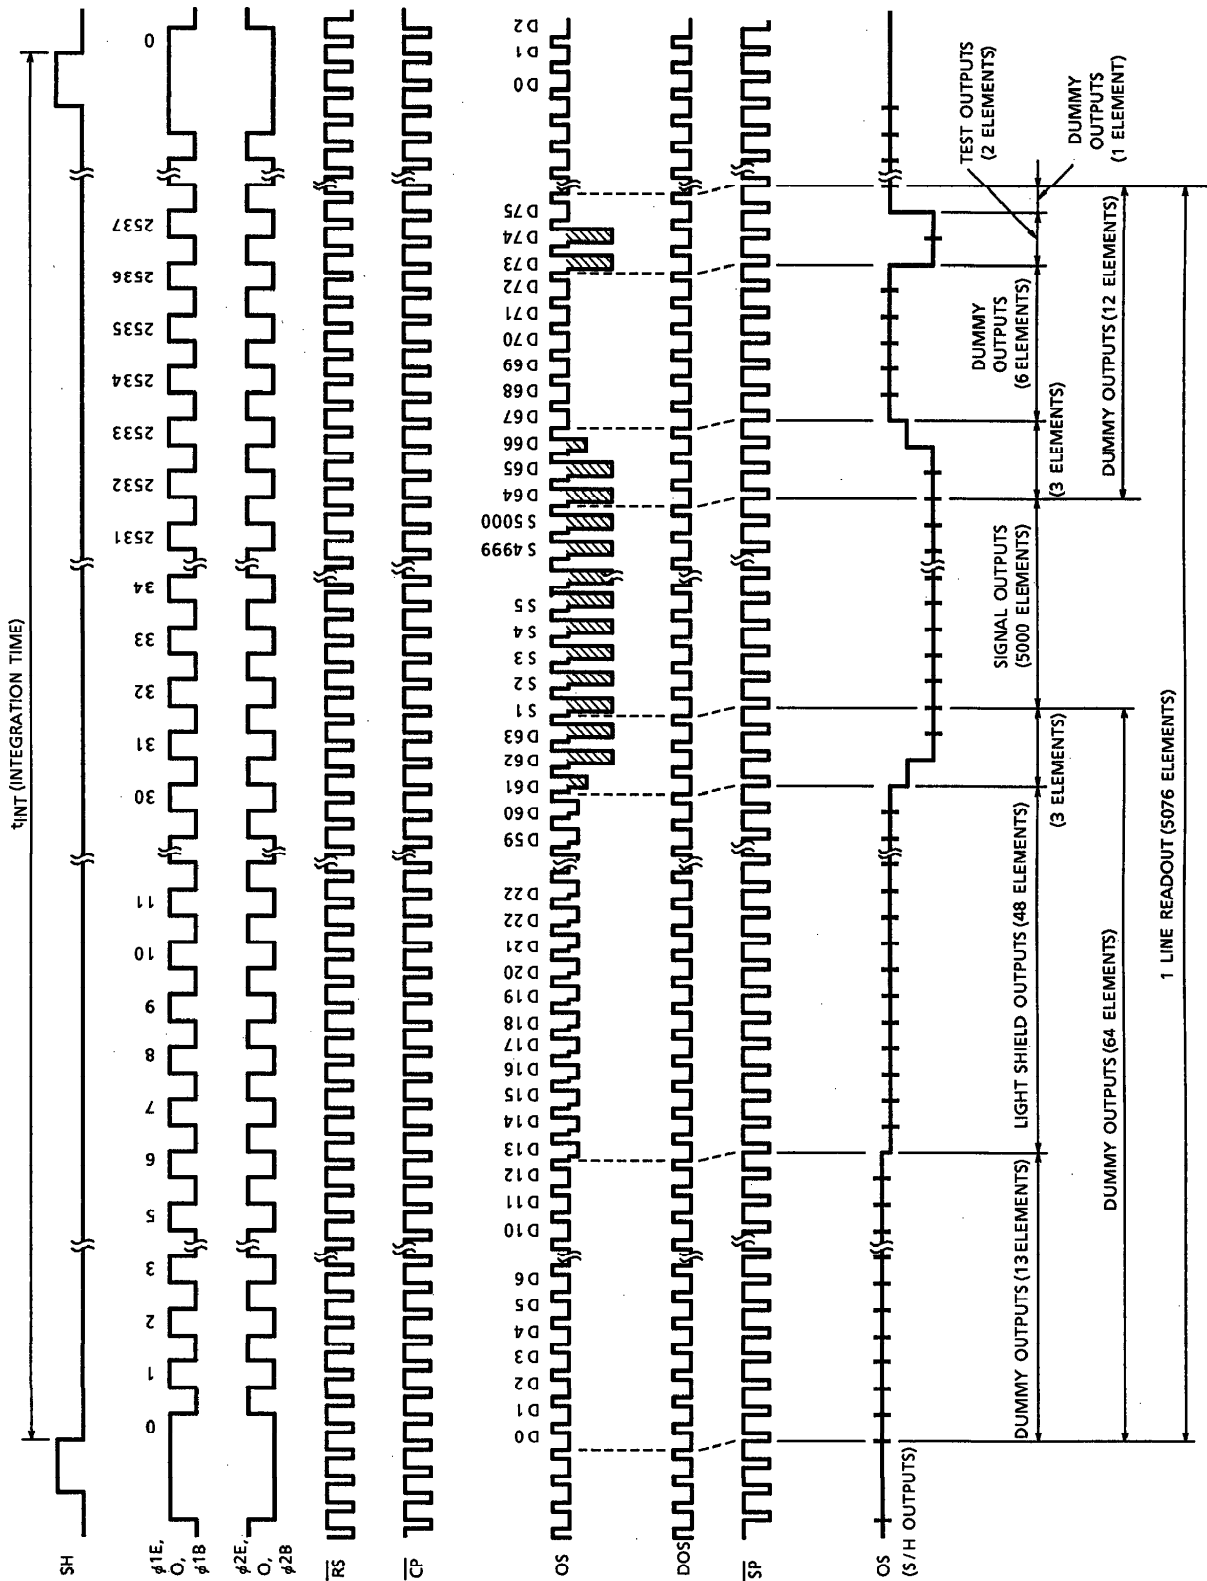 tINT (INTEGRATION TIME)
SH
φ1E,
O,
φ1B
0 1 2 3 5 6 7 8 9 10 11 30 31 32 33 34 2531 2532 2533 2534 2535 2536 2537 0
φ2E,
O,
φ2B
RS
CP
D0 D1 D2 D3 D4 D5 D6 D10 D11 D12 D13 D14 D15 D16 D17 D18 D19 D20 D21 D22 D22 D59 D60 D61 D62 D63 S1 S2 S3 S4 S5 S4999 S5000 D64 D65 D66 D67 D68 D69 D70 D71 D72 D73 D74 D75 D0 D1 D2
OS
DOS
SP
OS
(S/H OUTPUTS)
DUMMY OUTPUTS (13 ELEMENTS)
LIGHT SHIELD OUTPUTS (48 ELEMENTS)
(3 ELEMENTS)
SIGNAL OUTPUTS
(5000 ELEMENTS)
(3 ELEMENTS)
DUMMY
OUTPUTS
(6 ELEMENTS)
TEST OUTPUTS
(2 ELEMENTS)
DUMMY
OUTPUTS
(1 ELEMENT)
DUMMY OUTPUTS (64 ELEMENTS)
DUMMY OUTPUTS (12 ELEMENTS)
1 LINE READOUT (5076 ELEMENTS)